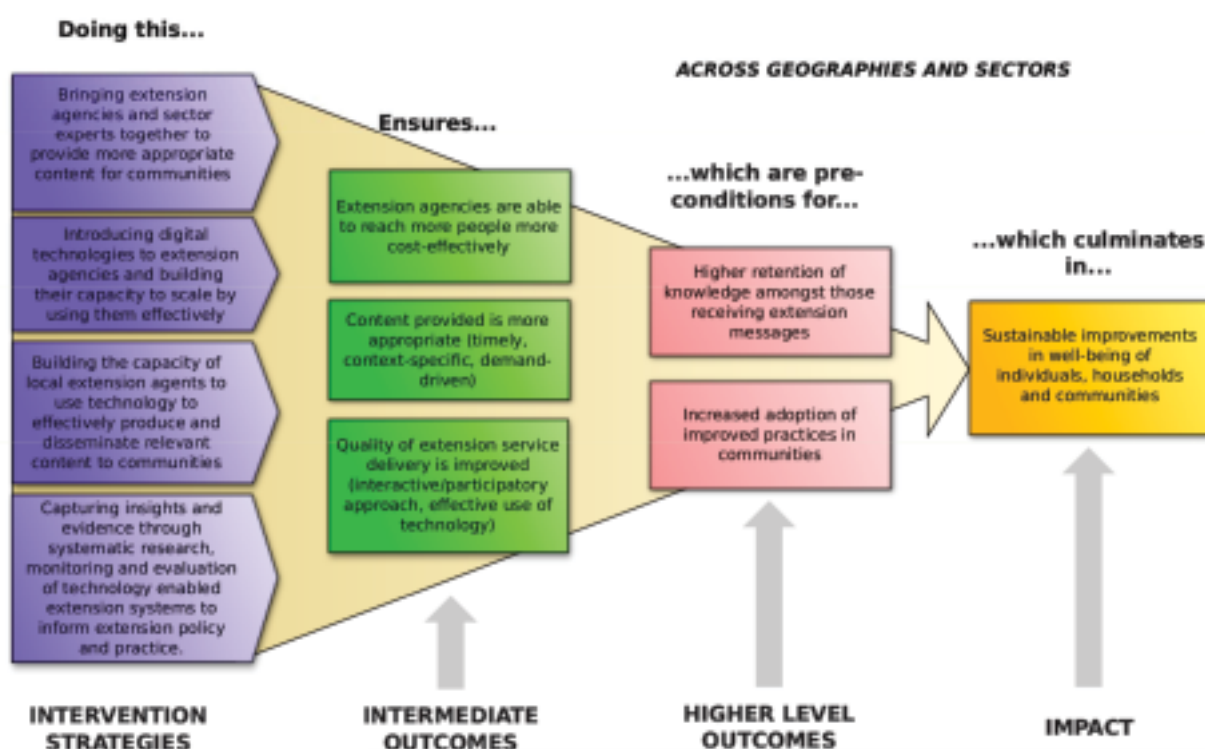 Doing this...
ACROSS GEOGRAPHIES AND SECTORS
Bringing extension
agencies and sector
experts together to
provide more appropriate
content for communities
Introducing digital
technologies to extension
agencies and building
their capacity to scale by
using them effectively
Building the capacity of
local extension agents to
use technology to
effectively produce and
disseminate relevant
content to communities
Capturing insights and
evidence through
systematic research,
monitoring and evaluation
of technology enabled
extension systems to
inform extension policy
and practice.
Ensures...
Extension agencies are able
to reach more people more
cost-effectively
Content provided is more
appropriate (timely,
context-specific, demand-
driven)
Quality of extension service
delivery is improved
(interactive/participatory
approach, effective use of
technology)
...which are pre-
conditions for...
Higher retention of
knowledge amongst those
receiving extension
messages
Increased adoption of
improved practices in
communities
...which culminates
in...
Sustainable improvements
in well-being of
individuals, households
and communities
INTERVENTION
STRATEGIES
INTERMEDIATE
OUTCOMES
HIGHER LEVEL
OUTCOMES
IMPACT